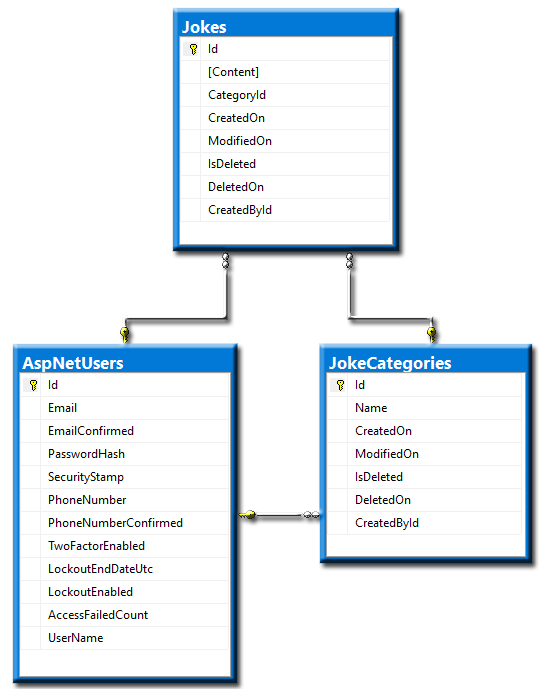 Jokes
Id
[Content]
CategoryId
CreatedOn
ModifiedOn
IsDeleted
DeletedOn
CreatedById
AspNetUsers
Id
Email
EmailConfirmed
PasswordHash
SecurityStamp
PhoneNumber
PhoneNumberConfirmed
TwoFactorEnabled
LockoutEndDateUtc
LockoutEnabled
AccessFailedCount
UserName
JokeCategories
Id
Name
CreatedOn
ModifiedOn
IsDeleted
DeletedOn
CreatedById